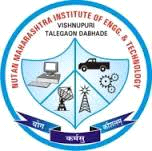 NUTAN MAHARASHTRA INSTITUTE OF ENGG. & TECHNOLOGY
VISHNUPURI
TALEGAON DABHADE
योगः कर्मसु कौशलम्